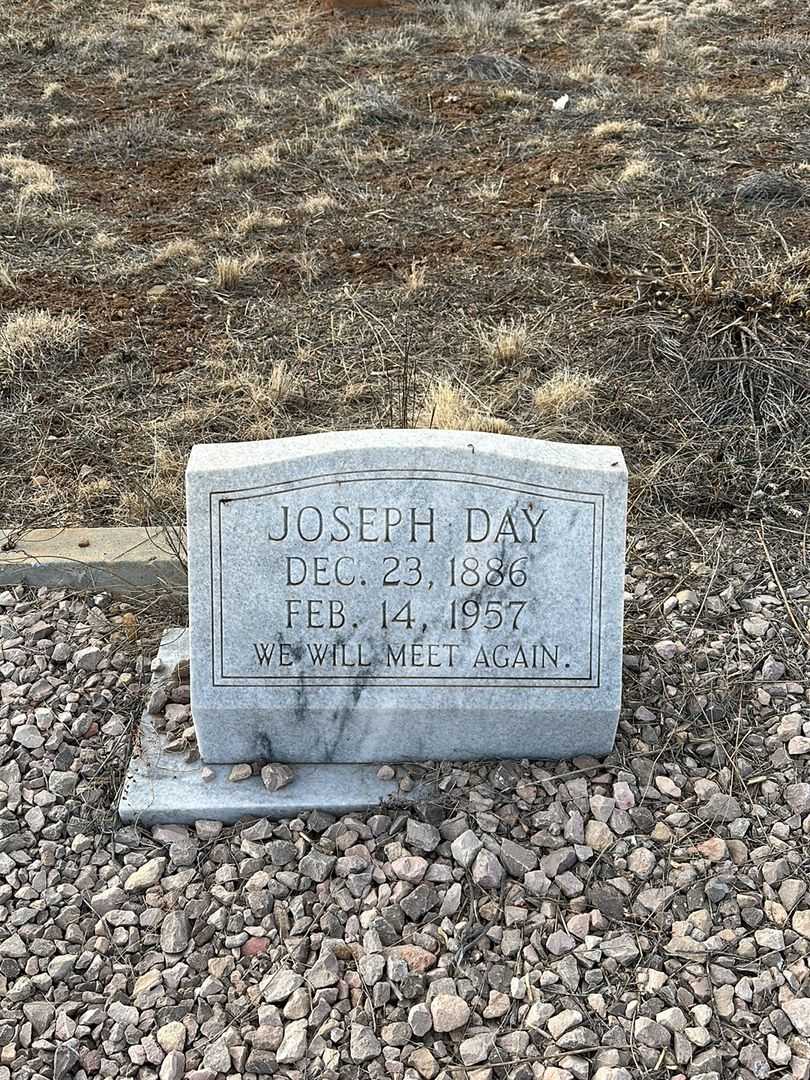 JOSEPH DAY
DEC. 23, 1886
FEB. 14, 1957
WE WILL MEET AGAIN.